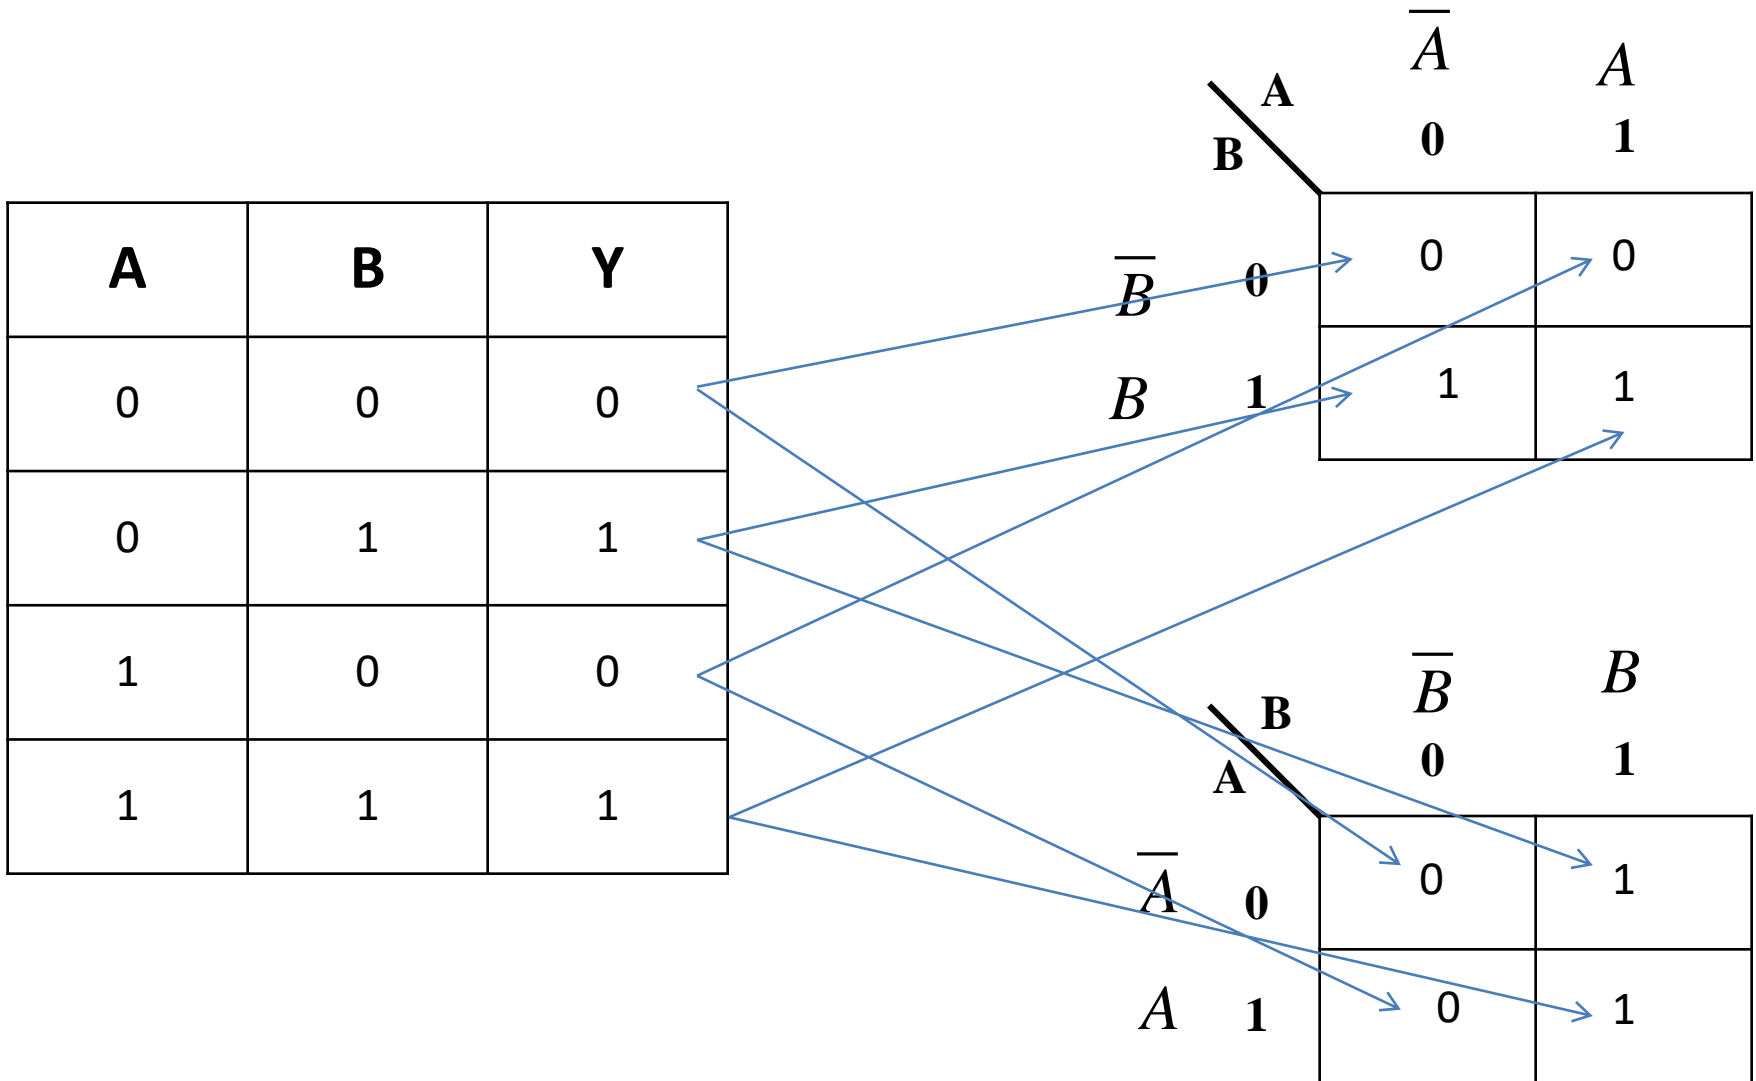 A B Y
0 0 0
0 1 1
1 0 0
1 1 1
A̅ A
A
B
0 1
B̅ 0 0 0
B 1 1 1
B̅ B
B
A
0 1
A̅ 0 0 1
A 1 0 1